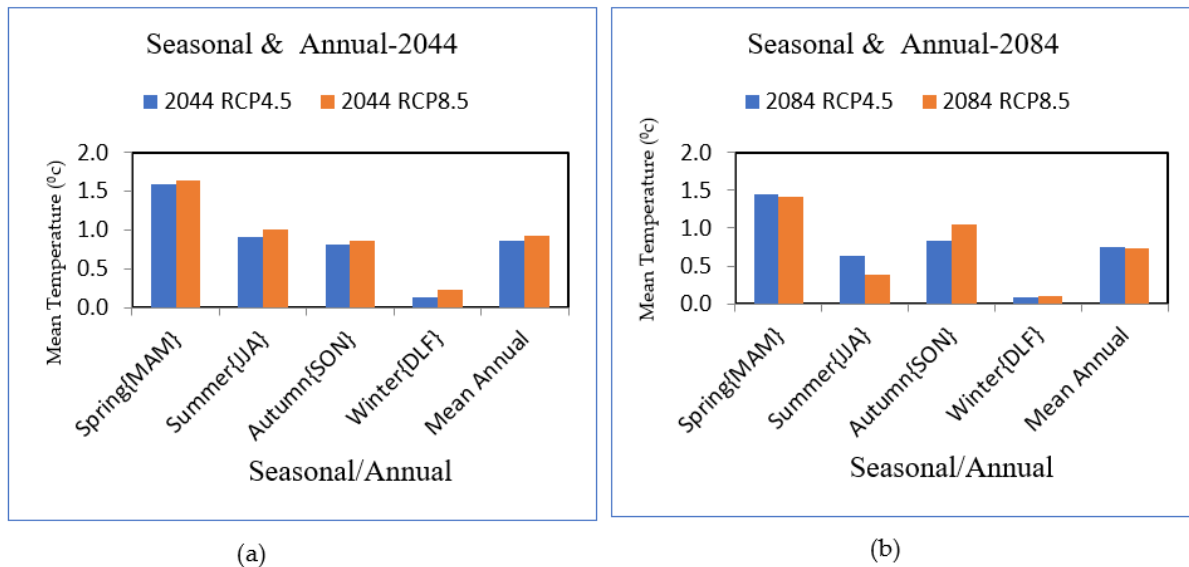 Seasonal & Annual-2044
2044 RCP4.5 2044 RCP8.5
Mean Temperature (⁰c)
2.0
1.5
1.0
0.5
0.0
Spring{MAM}
Summer{JJA}
Autumn{SON}
Winter{DLF}
Mean Annual
Seasonal/Annual
(a)
Seasonal & Annual-2084
2084 RCP4.5 2084 RCP8.5
Mean Temperature (⁰c)
2.0
1.5
1.0
0.5
0.0
Spring{MAM}
Summer{JJA}
Autumn{SON}
Winter{DLF}
Mean Annual
Seasonal/Annual
(b)